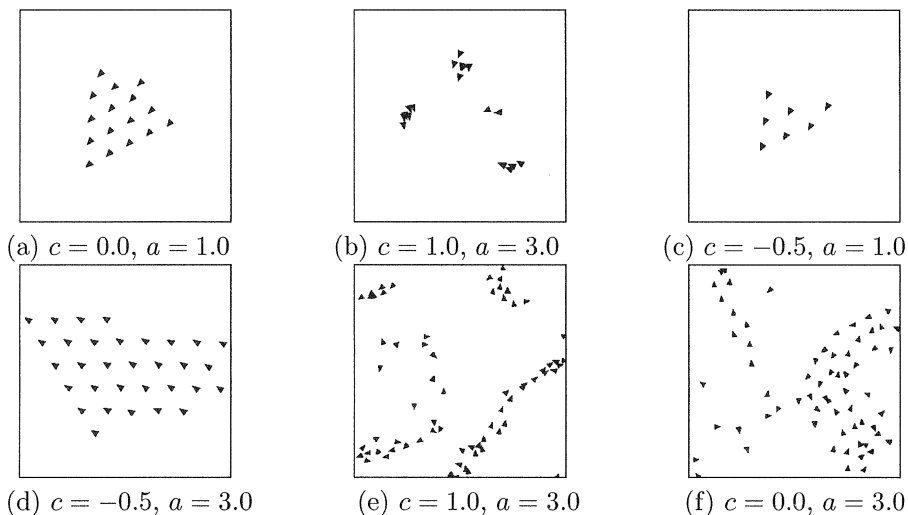 (a) c = 0.0, a = 1.0
(b) c = 1.0, a = 3.0
(c) c = −0.5, a = 1.0
(d) c = −0.5, a = 3.0
(e) c = 1.0, a = 3.0
(f) c = 0.0, a = 3.0